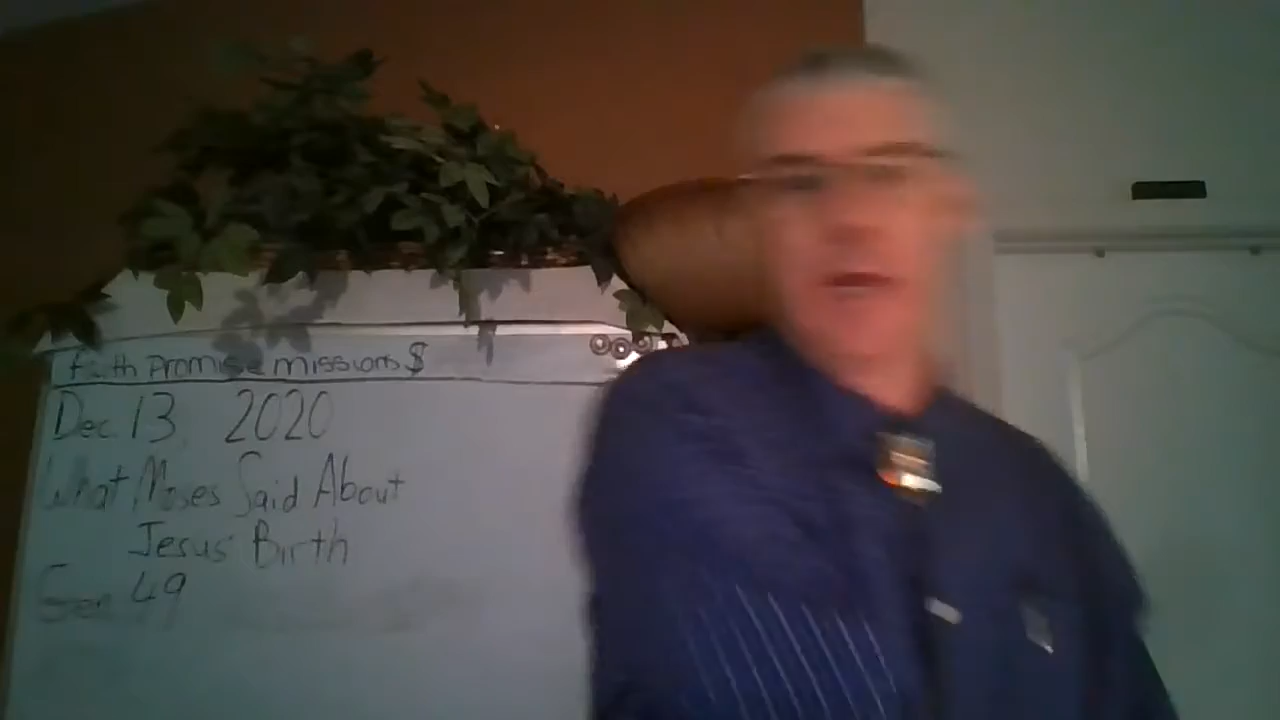 faith promise missions $
Dec 13 2020
What Moses Said About
Jesus' Birth
Gen 49